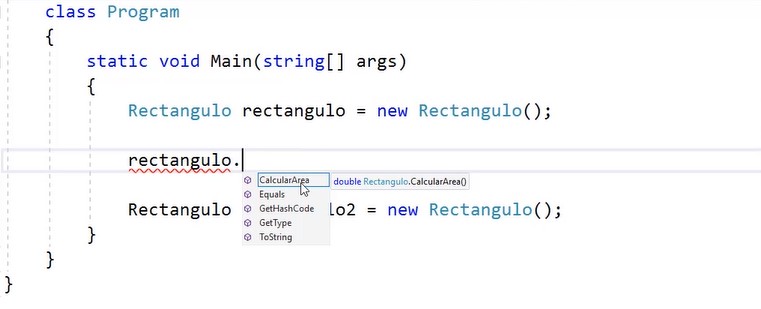 class Program
{
static void Main(string[] args)
{
Rectangulo rectangulo = new Rectangulo();
rectangulo.
CalcularArea double Rectangulo.CalcularArea()
Equals
GetHashCode
GetType
ToString
Rectangulo lo2 = new Rectangulo();
}
}
}